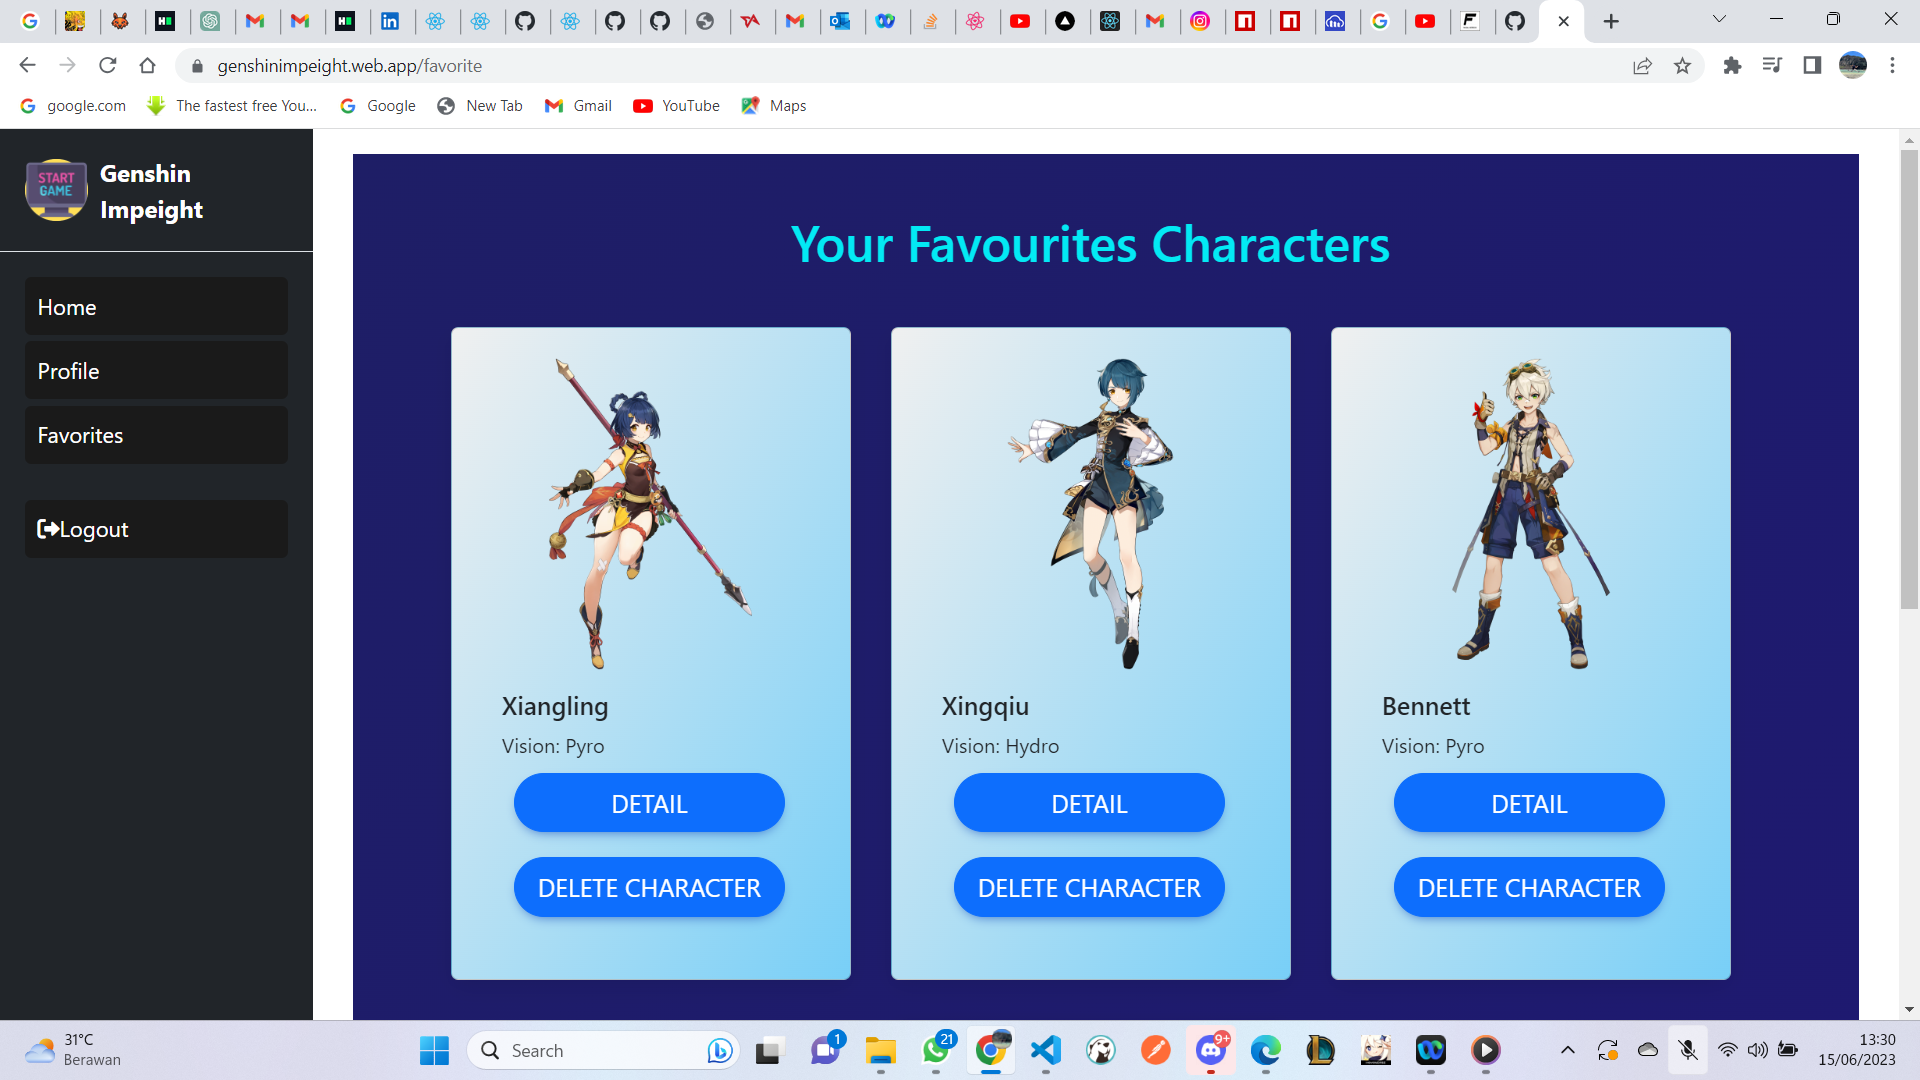 genshinimpeight.web.app/favorite
google.com
The fastest free You...
Google
New Tab
Gmail
YouTube
Maps
START
GAME
Genshin
Impeight
Home
Profile
Favorites
Logout
Your Favourites Characters
Xiangling
Vision: Pyro
DETAIL
DELETE CHARACTER
Xingqiu
Vision: Hydro
DETAIL
DELETE CHARACTER
Bennett
Vision: Pyro
DETAIL
DELETE CHARACTER
31°C
Berawan
Search
1
21
9+
13:30
15/06/2023